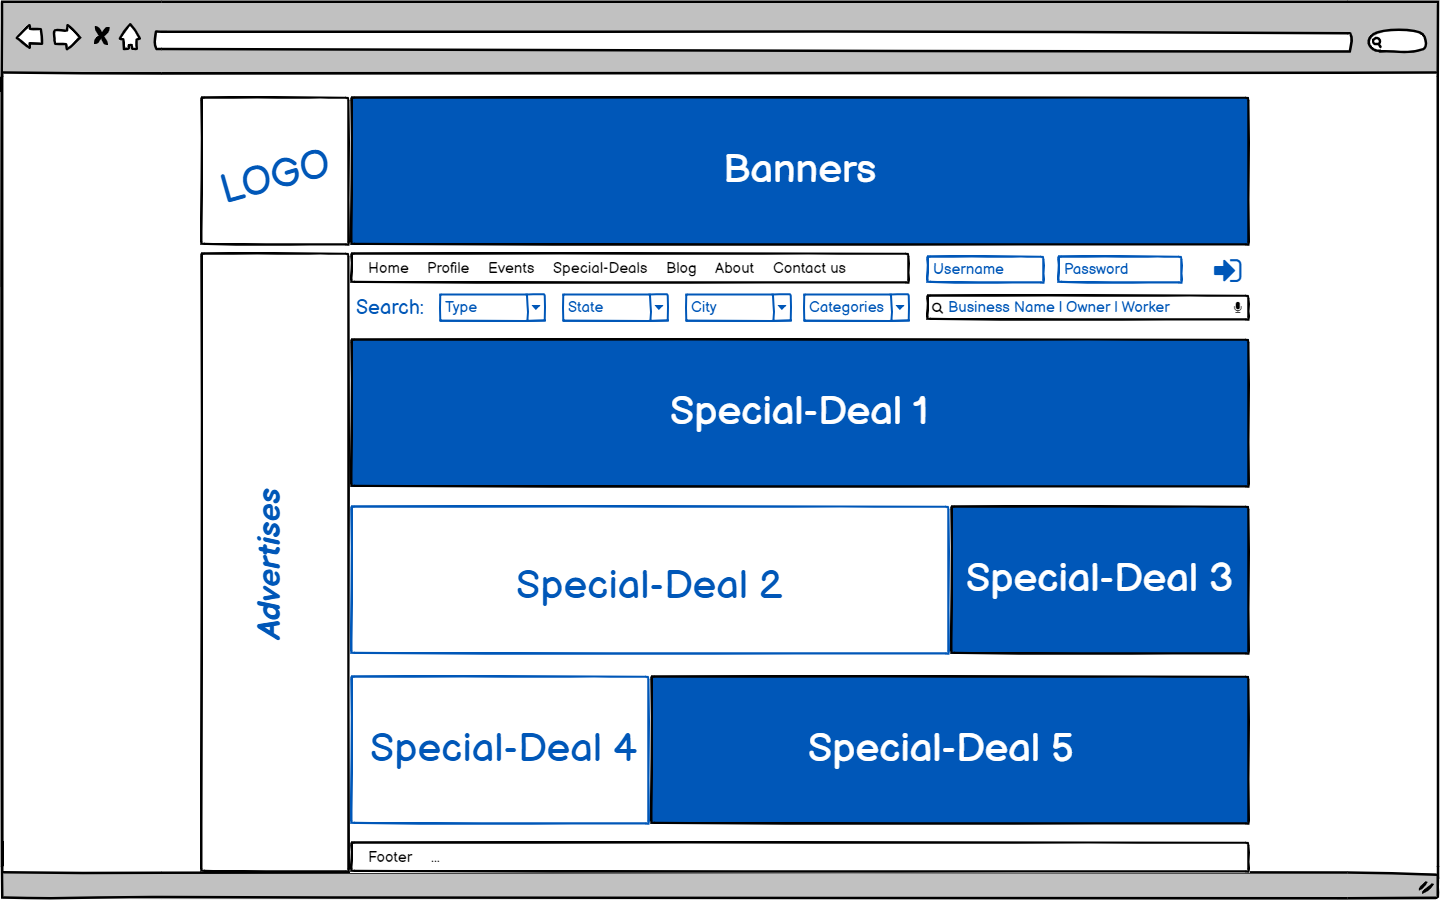 LOGO
Banners
Home Profile Events Special-Deals Blog About Contact us
Username Password
Search: Type State City Categories
Business Name | Owner | Worker
Special-Deal 1
Advertises
Special-Deal 2
Special-Deal 3
Special-Deal 4
Special-Deal 5
Footer ...